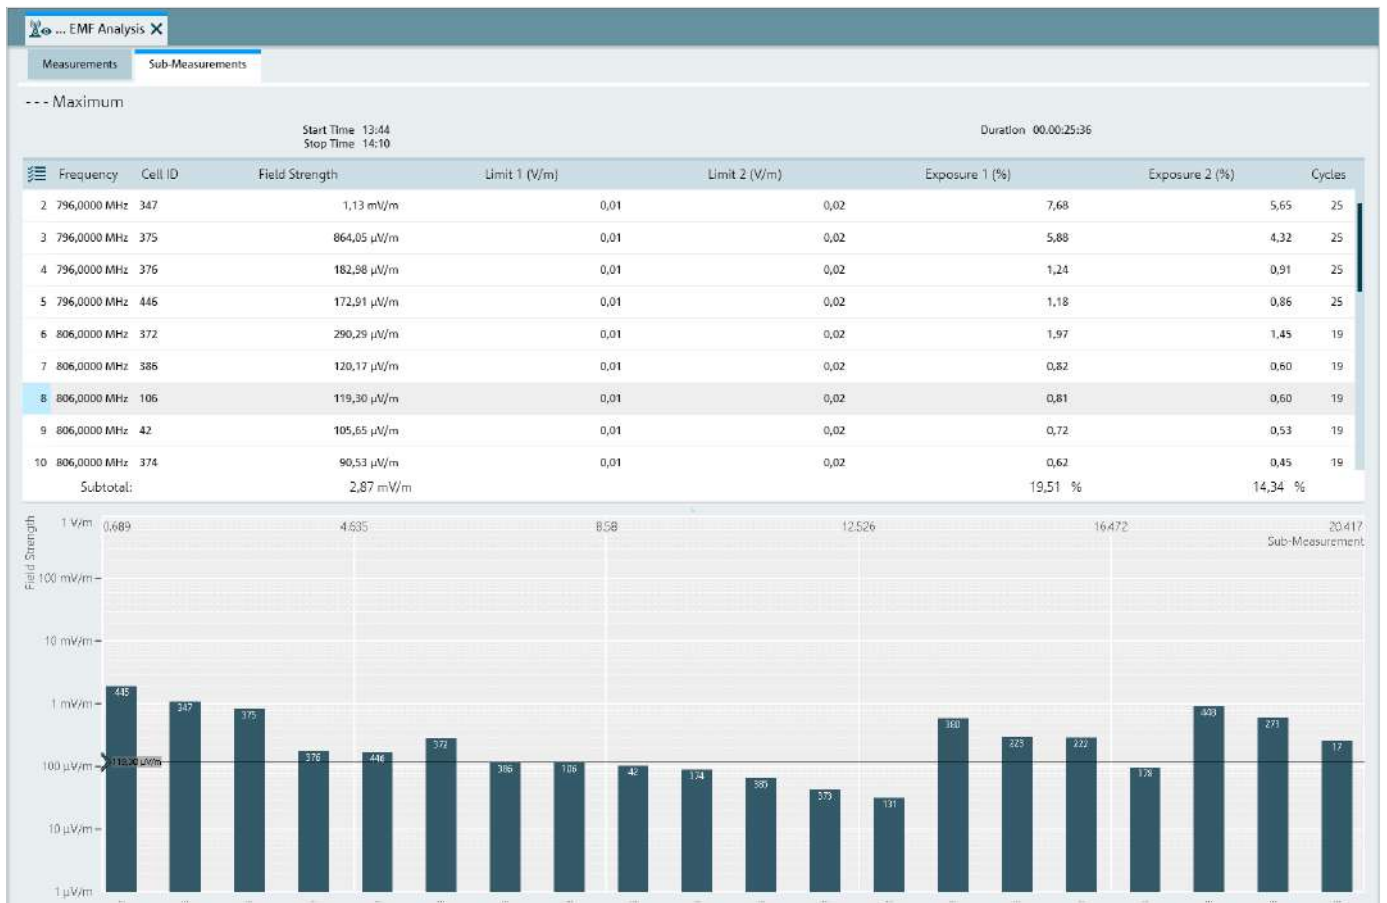 ... EMF Analysis
Measurements Sub-Measurements
--- Maximum
Start Time 13:44 Duration 00.00:25:36
Stop Time 14:10
Frequency Cell ID Field Strength Limit 1 (V/m) Limit 2 (V/m) Exposure 1 (%) Exposure 2 (%) Cycles
2 796,0000 MHz 347 1,13 mV/m 0,01 0,02 7,68 5,65 25
3 796,0000 MHz 375 864,05 µV/m 0,01 0,02 5,88 4,32 25
4 796,0000 MHz 376 182,98 µV/m 0,01 0,02 1,24 0,91 25
5 796,0000 MHz 446 172,91 µV/m 0,01 0,02 1,18 0,86 25
6 806,0000 MHz 372 290,29 µV/m 0,01 0,02 1,97 1,45 19
7 806,0000 MHz 386 120,17 µV/m 0,01 0,02 0,82 0,60 19
8 806,0000 MHz 106 119,30 µV/m 0,01 0,02 0,81 0,60 19
9 806,0000 MHz 42 105,65 µV/m 0,01 0,02 0,72 0,53 19
10 806,0000 MHz 374 90,53 µV/m 0,01 0,02 0,62 0,45 19
Subtotal: 2,87 mV/m 19,51 % 14,34 %
Field Strength
1 V/m 0.689 4.635 8.58 12.526 16.472 20.417
Sub-Measurement
100 mV/m
10 mV/m
1 mV/m
100 µV/m
10 µV/m
1 µV/m
119,30 µV/m
445 347 375 376 446 372 386 106 42 374 385 373 131 380 223 222 378 448 271 17